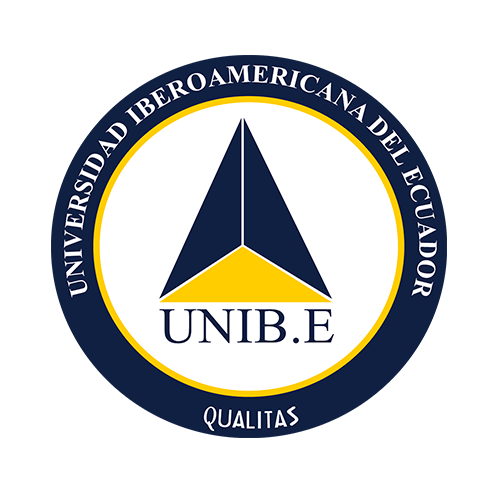 UNIVERSIDAD IBEROAMERICANA DEL ECUADOR
UNIB.E
QUALITAS